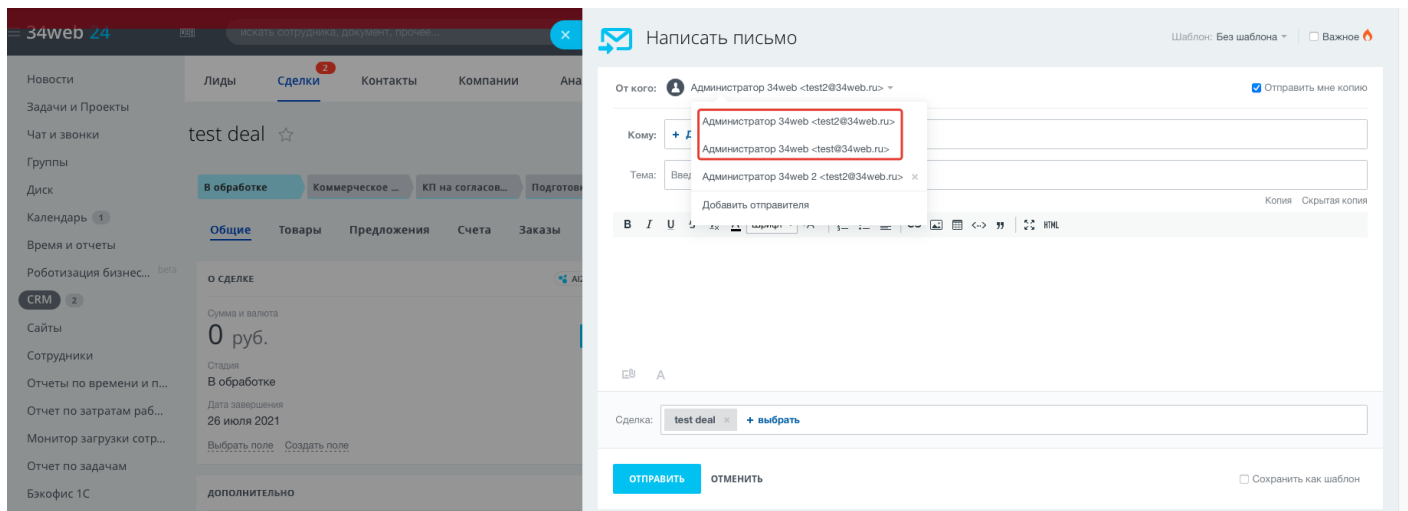 34web 24
искать сотрудника, документ, прочее...
Новости
Задачи и Проекты
Чат и звонки
Группы
Диск
Календарь 1
Время и отчеты
Роботизация бизнес... beta
CRM 2
Сайты
Сотрудники
Отчеты по времени и п...
Отчет по затратам раб...
Монитор загрузки сотр...
Отчет по задачам
Бэкофис 1С
Лиды Сделки 2 Контакты Компании Ана
test deal
В обработке Коммерческое ... КП на согласов... Подготов
Общие Товары Предложения Счета Заказы
О СДЕЛКЕ
Сумма и валюта
0 руб.
Стадия
В обработке
Дата завершения
26 июля 2021
Выбрать поле Создать поле
ДОПОЛНИТЕЛЬНО
Написать письмо
Шаблон: Без шаблона Важное
От кого: Администратор 34web <test2@34web.ru> Отправить мне копию
Администратор 34web <test2@34web.ru>
Кому:
Администратор 34web <test@34web.ru>
Тема: Введ
Администратор 34web 2 <test2@34web.ru> ×
Добавить отправителя
Копия Скрытая копия
B I U HTML
A
Сделка: test deal × + выбрать
ОТПРАВИТЬ ОТМЕНИТЬ
Сохранить как шаблон